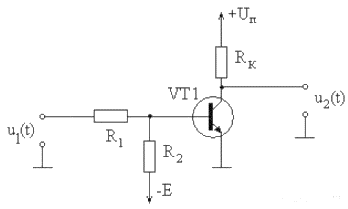 +Uп
Rк
VT1
u₂(t)
u₁(t)
R₁
R₂
-E